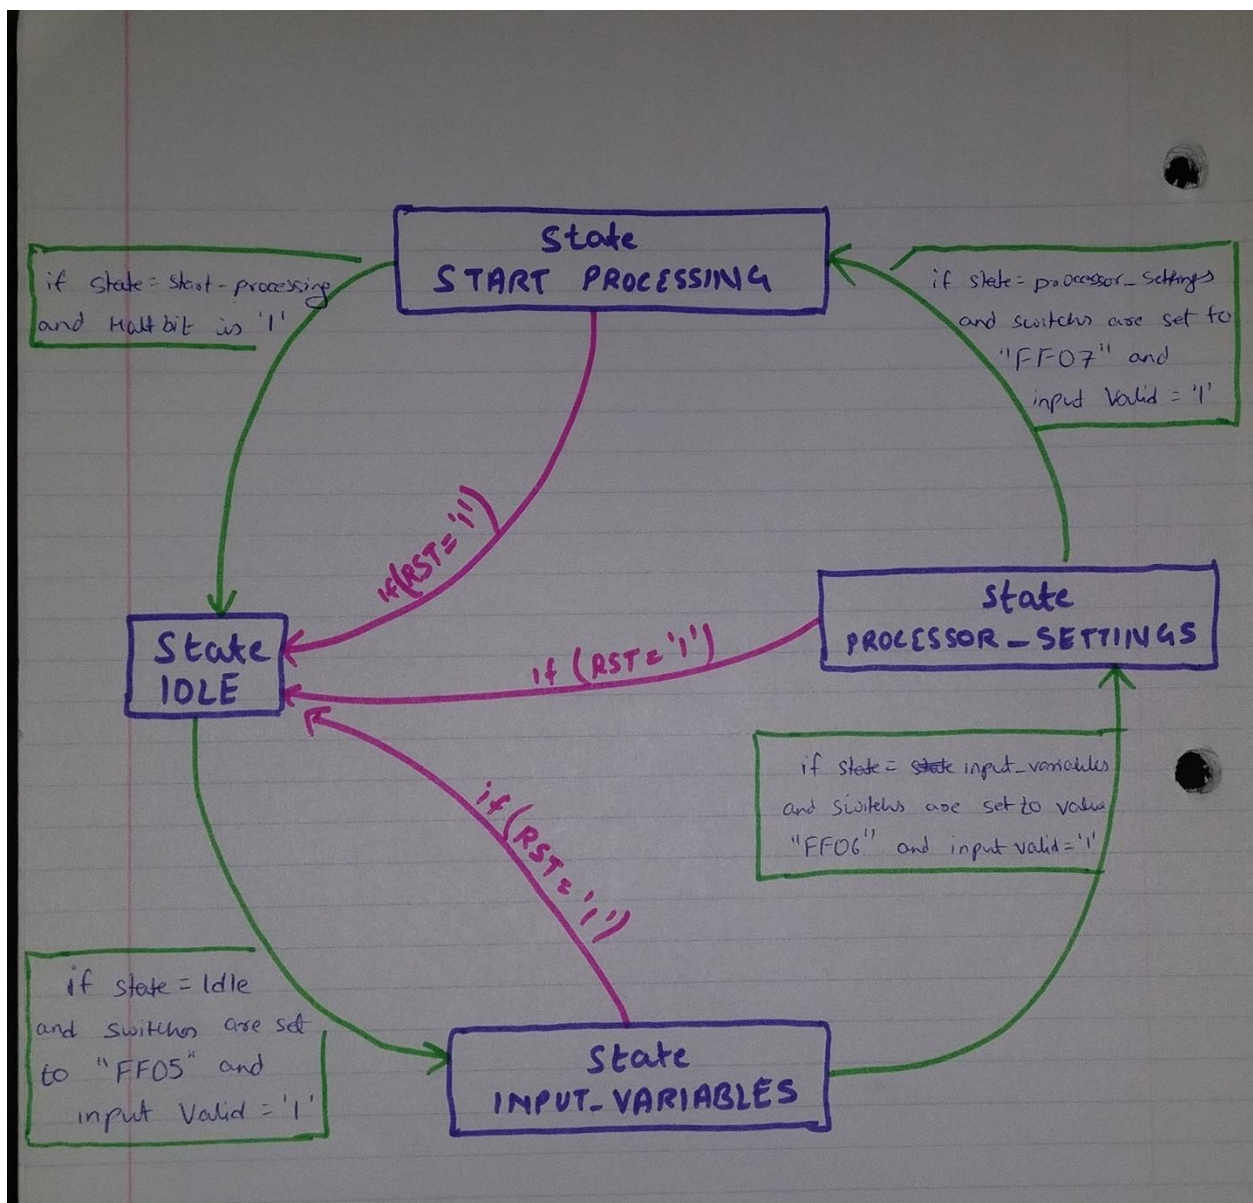 State
START PROCESSING
if state = start-processing
and Halt bit is '1'
if state = processor_settings
and switchs are set to
"FF07" and
input Valid = '1'
if(RST='1')
State
IDLE
if (RST='1')
State
PROCESSOR_SETTINGS
if state = state input_variables
and switchs are set to value
"FF06" and input valid='1'
if(RST='1')
if state = Idle
and switches are set
to "FF05" and
input Valid = '1'
State
INPUT_VARIABLES